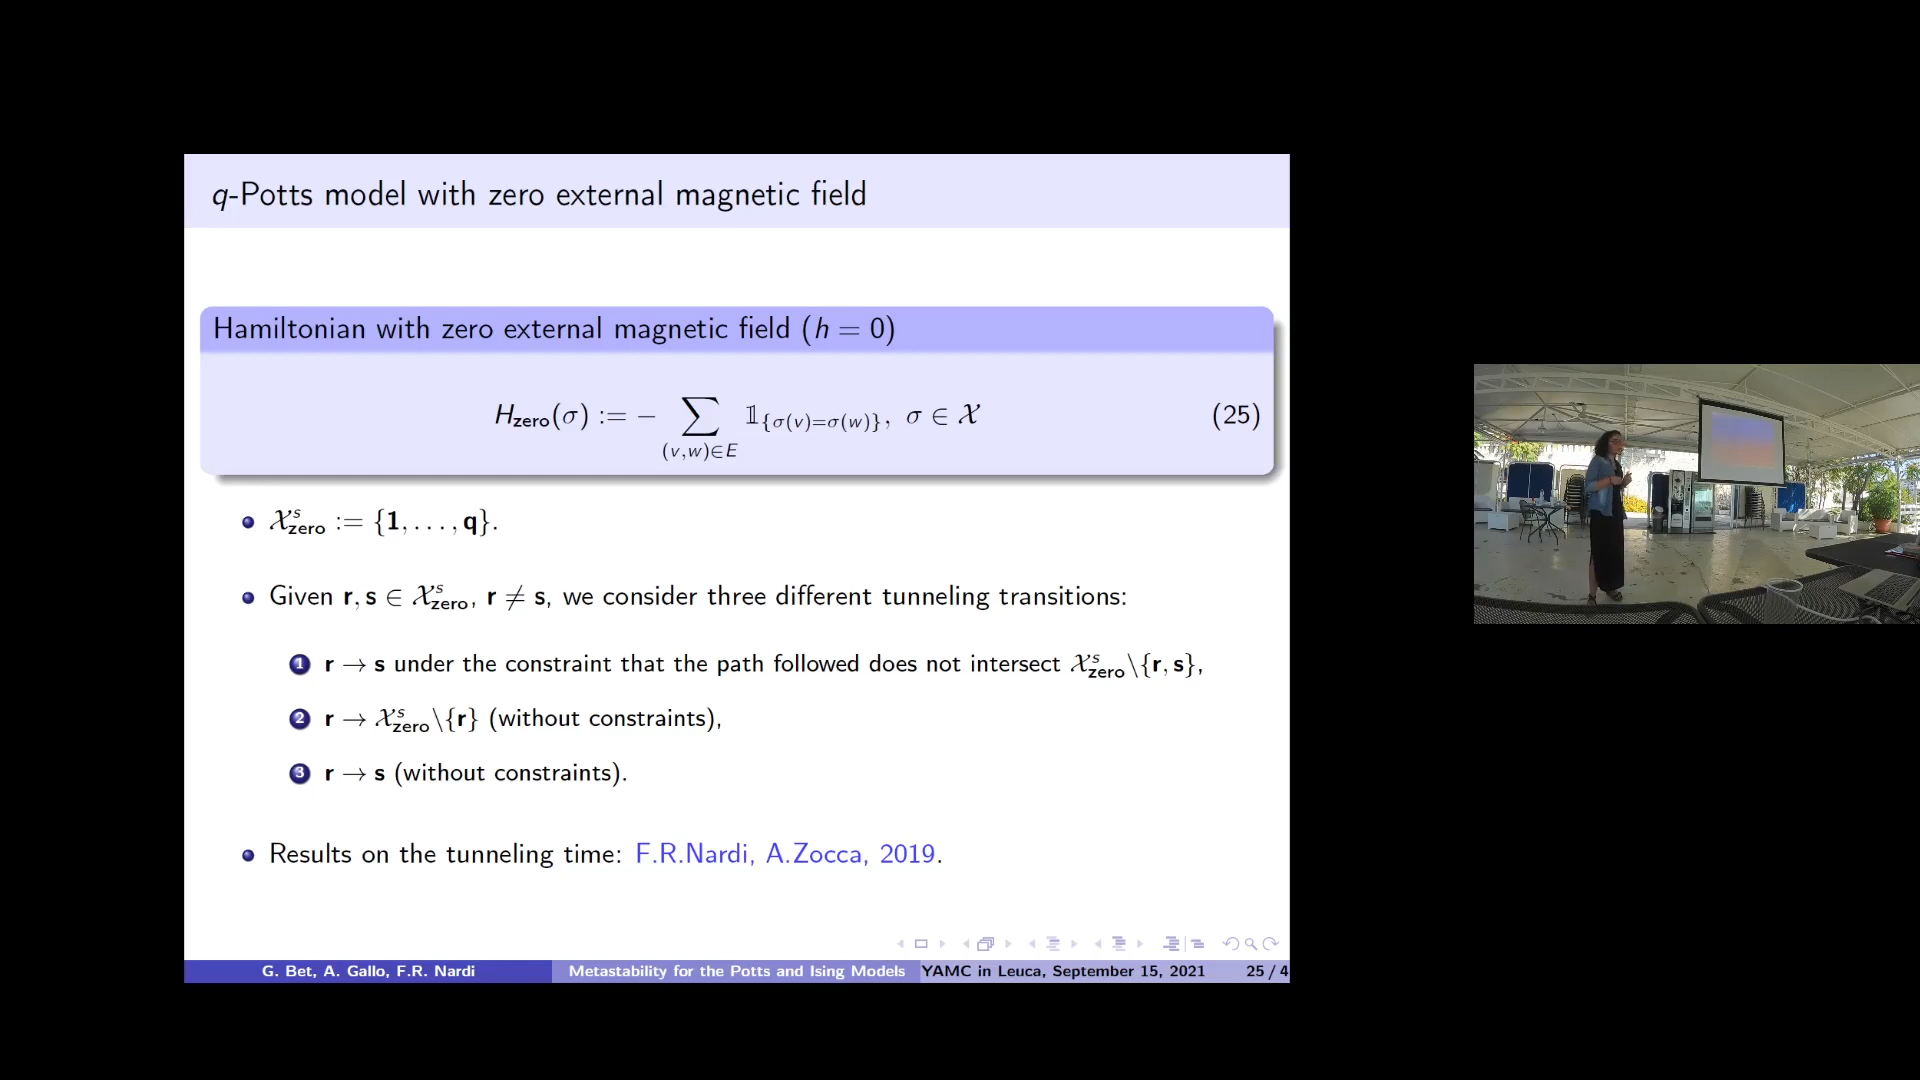 q-Potts model with zero external magnetic field
Hamiltonian with zero external magnetic field (h = 0)
H_zero(σ) := − ∑_{(v,w)∈E} 𝟙_{σ(v)=σ(w)}, σ ∈ 𝒳 (25)
𝒳^s_zero := {1, . . . , q}.
Given r, s ∈ 𝒳^s_zero, r ≠ s, we consider three different tunneling transitions:
1 r → s under the constraint that the path followed does not intersect 𝒳^s_zero\{r, s},
2 r → 𝒳^s_zero\{r} (without constraints),
3 r → s (without constraints).
Results on the tunneling time: F.R.Nardi, A.Zocca, 2019.
G. Bet, A. Gallo, F.R. Nardi Metastability for the Potts and Ising Models YAMC in Leuca, September 15, 2021 25 / 4